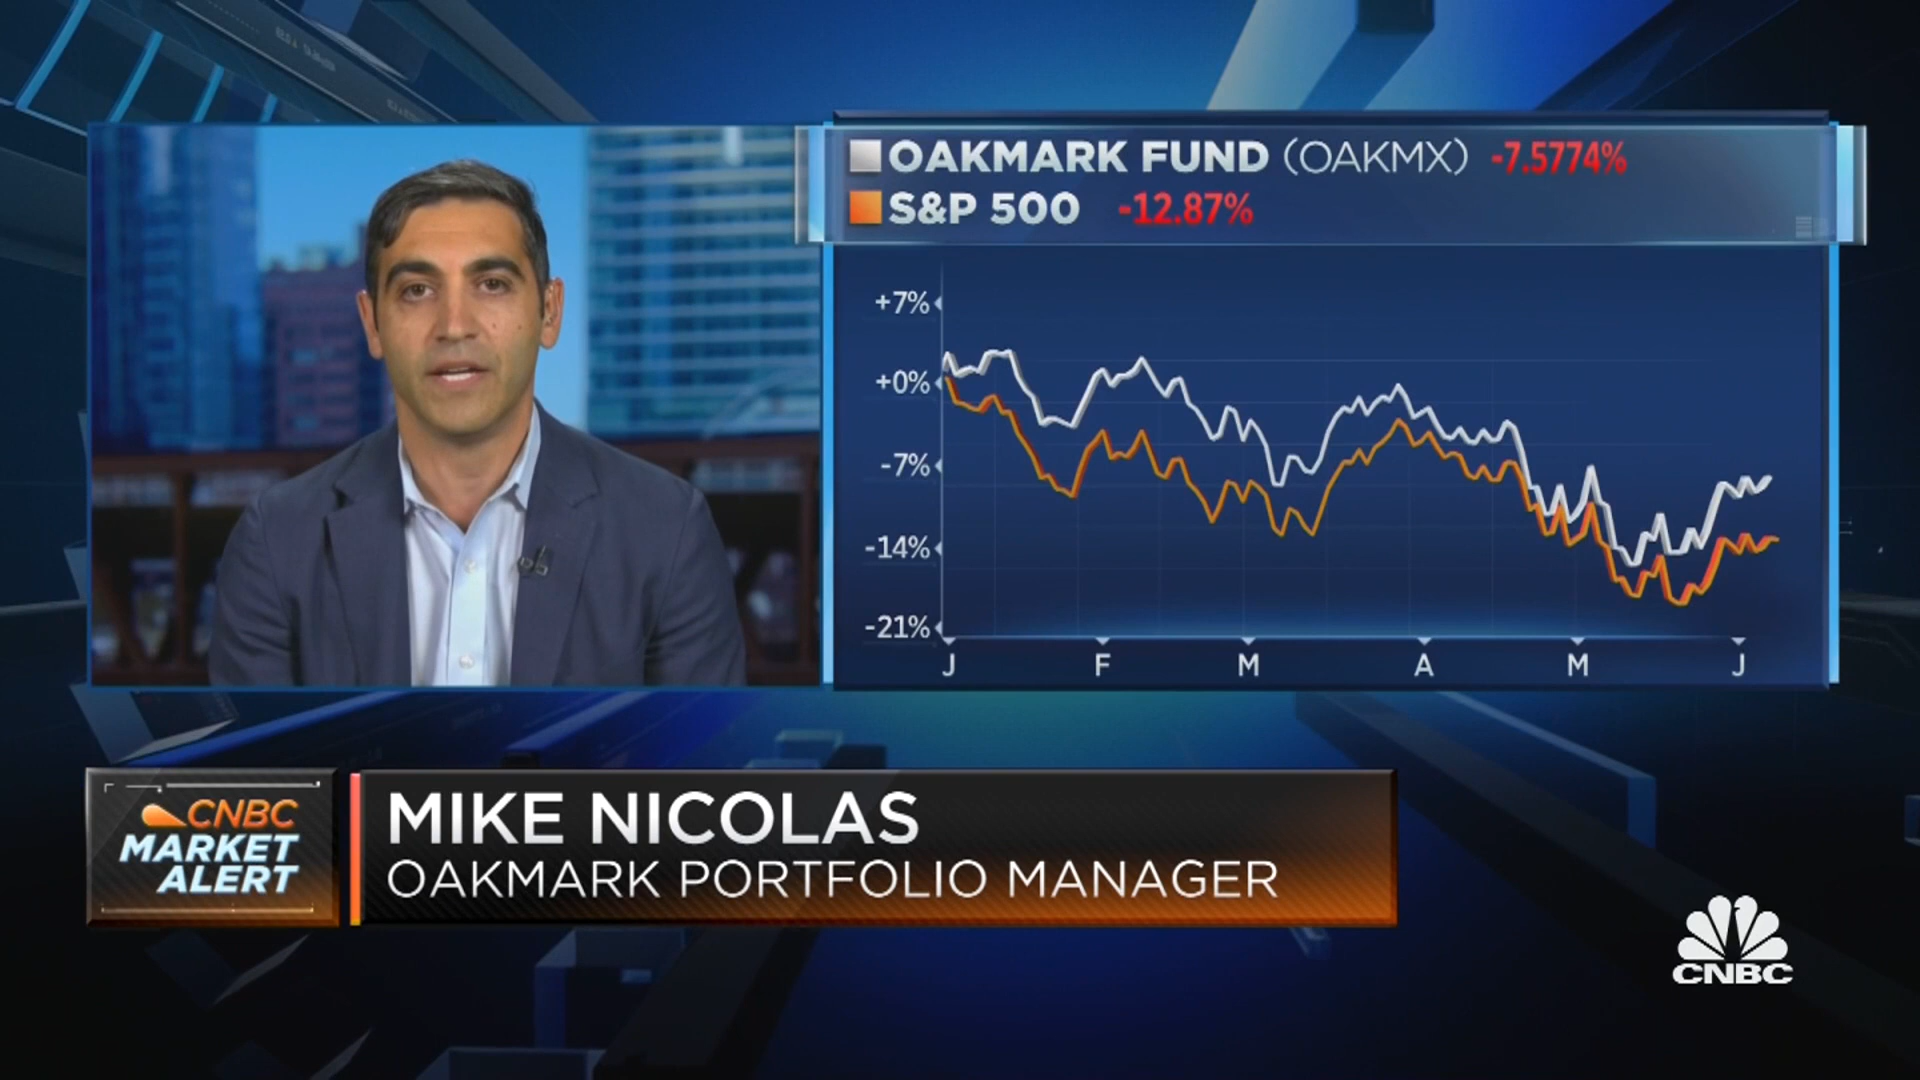 OAKMARK FUND (OAKMX) -7.5774%
S&P 500 -12.87%
+7%
+0%
-7%
-14%
-21%
J F M A M J
CNBC
MARKET
ALERT
MIKE NICOLAS
OAKMARK PORTFOLIO MANAGER
CNBC